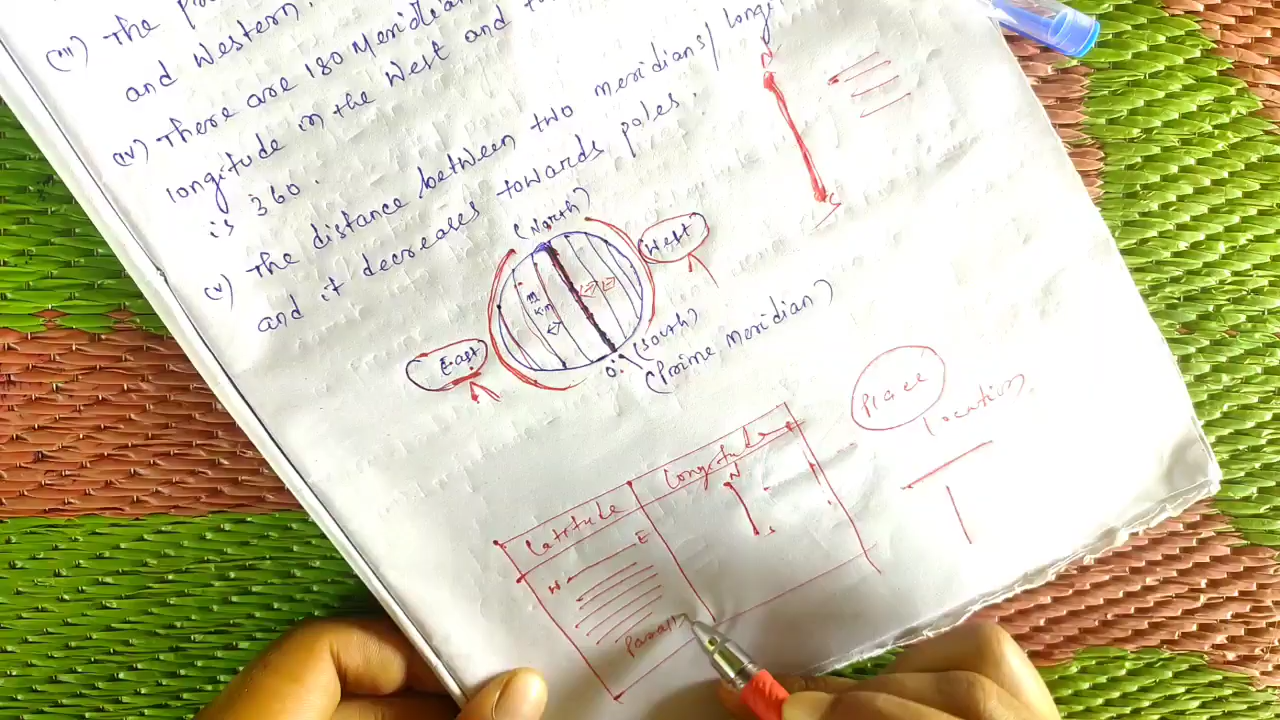 (iii) The
and Western.
(iv) There are 180 Meridian
longitude in the West and
is 360.
(v) The distance between two meridians/
and it decreases towards poles.
N
S
(North)
West
East
(South)
0°
(Prime Meridian)
Place
location
Latitude
Longitude
N
S
W
E